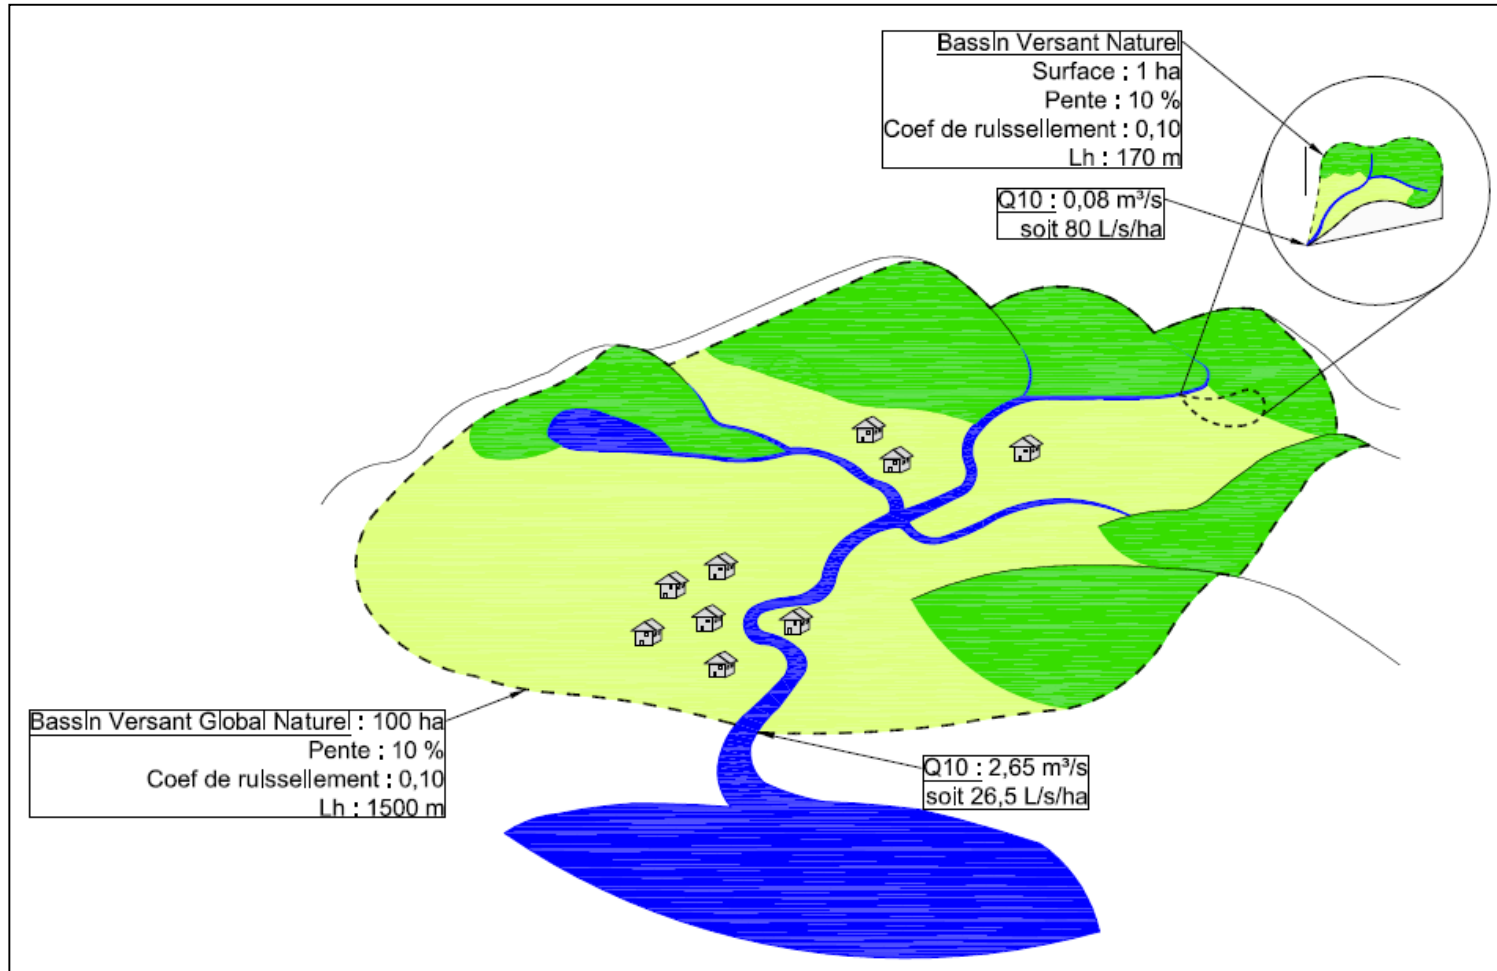 Bassin Versant Naturel
Surface : 1 ha
Pente : 10 %
Coef de ruissellement : 0,10
Lh : 170 m
Q10 : 0,08 m³/s
soit 80 L/s/ha
Bassin Versant Global Naturel : 100 ha
Pente : 10 %
Coef de ruissellement : 0,10
Lh : 1500 m
Q10 : 2,65 m³/s
soit 26,5 L/s/ha